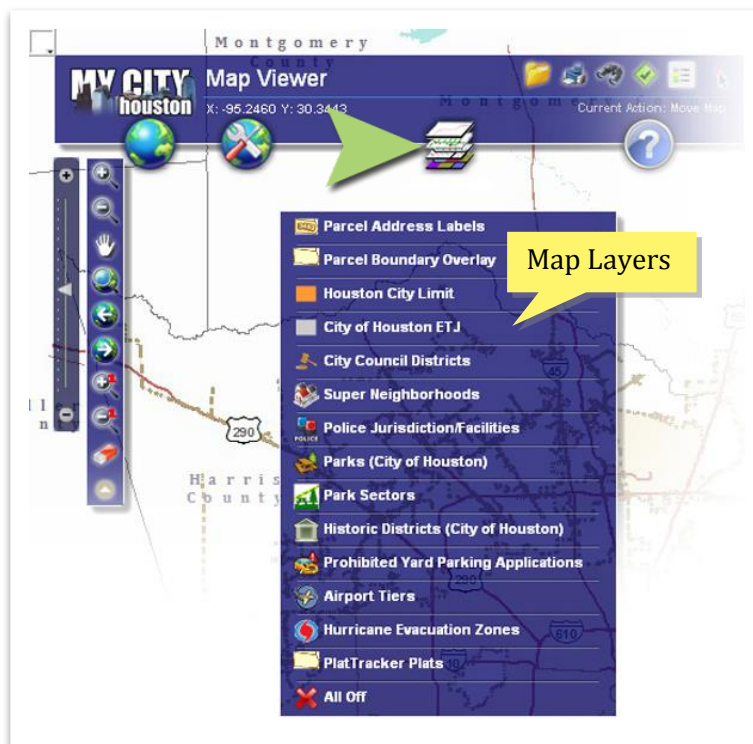 Montgomery
County
MY CITY
houston
Map Viewer
X: -95.2460 Y: 30.3443
Current Action: Move Map
Parcel Address Labels
Parcel Boundary Overlay
Map Layers
Houston City Limit
City of Houston ETJ
City Council Districts
45
Super Neighborhoods
Police Jurisdiction/Facilities
POLICE
290
Parks (City of Houston)
Harris
County
Park Sectors
Historic Districts (City of Houston)
Prohibited Yard Parking Applications
290
Airport Tiers
Hurricane Evacuation Zones
610
PlatTracker Plats
10
All Off